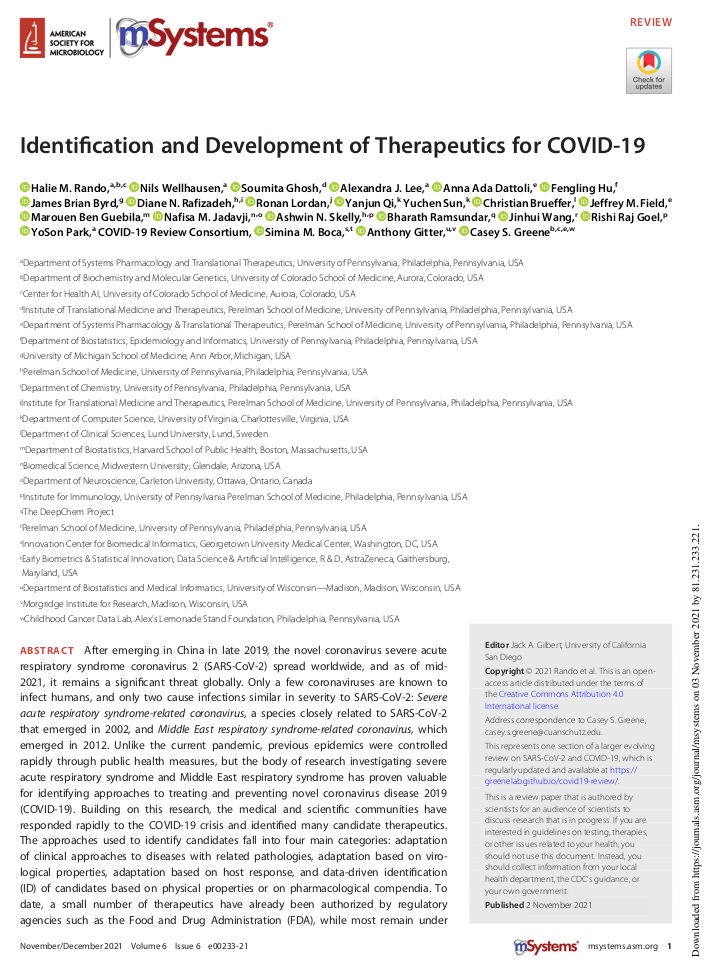 REVIEW
AMERICAN
SOCIETY FOR
MICROBIOLOGY
mSystems®
Check for
updates
Identification and Development of Therapeutics for COVID-19
Halie M. Rando,a,b,c Nils Wellhausen,a Soumita Ghosh,d Alexandra J. Lee,a Anna Ada Dattoli,e Fengling Hu,f
James Brian Byrd,g Diane N. Rafizadeh,h,i Ronan Lordan,j Yanjun Qi,k Yuchen Sun,k Christian Brueffer,l Jeffrey M. Field,e
Marouen Ben Guebila,m Nafisa M. Jadavji,n,o Ashwin N. Skelly,h,p Bharath Ramsundar,q Jinhui Wang,r Rishi Raj Goel,p
YoSon Park,a COVID-19 Review Consortium, Simina M. Boca,s,t Anthony Gitter,u,v Casey S. Greeneb,c,e,w
aDepartment of Systems Pharmacology and Translational Therapeutics, University of Pennsylvania, Philadelphia, Pennsylvania, USA
bDepartment of Biochemistry and Molecular Genetics, University of Colorado School of Medicine, Aurora, Colorado, USA
cCenter for Health AI, University of Colorado School of Medicine, Aurora, Colorado, USA
dInstitute of Translational Medicine and Therapeutics, Perelman School of Medicine, University of Pennsylvania, Philadelphia, Pennsylvania, USA
eDepartment of Systems Pharmacology & Translational Therapeutics, Perelman School of Medicine, University of Pennsylvania, Philadelphia, Pennsylvania, USA
fDepartment of Biostatistics, Epidemiology and Informatics, University of Pennsylvania, Philadelphia, Pennsylvania, USA
gUniversity of Michigan School of Medicine, Ann Arbor, Michigan, USA
hPerelman School of Medicine, University of Pennsylvania, Philadelphia, Pennsylvania, USA
iDepartment of Chemistry, University of Pennsylvania, Philadelphia, Pennsylvania, USA
jInstitute for Translational Medicine and Therapeutics, Perelman School of Medicine, University of Pennsylvania, Philadelphia, Pennsylvania, USA
kDepartment of Computer Science, University of Virginia, Charlottesville, Virginia, USA
lDepartment of Clinical Sciences, Lund University, Lund, Sweden
mDepartment of Biostatistics, Harvard School of Public Health, Boston, Massachusetts, USA
nBiomedical Science, Midwestern University, Glendale, Arizona, USA
oDepartment of Neuroscience, Carleton University, Ottawa, Ontario, Canada
pInstitute for Immunology, University of Pennsylvania Perelman School of Medicine, Philadelphia, Pennsylvania, USA
qThe DeepChem Project
rPerelman School of Medicine, University of Pennsylvania, Philadelphia, Pennsylvania, USA
sInnovation Center for Biomedical Informatics, Georgetown University Medical Center, Washington, DC, USA
tEarly Biometrics & Statistical Innovation, Data Science & Artificial Intelligence, R & D, AstraZeneca, Gaithersburg,
Maryland, USA
uDepartment of Biostatistics and Medical Informatics, University of Wisconsin—Madison, Madison, Wisconsin, USA
vMorgridge Institute for Research, Madison, Wisconsin, USA
wChildhood Cancer Data Lab, Alex's Lemonade Stand Foundation, Philadelphia, Pennsylvania, USA
ABSTRACT After emerging in China in late 2019, the novel coronavirus severe acute
respiratory syndrome coronavirus 2 (SARS-CoV-2) spread worldwide, and as of mid-
2021, it remains a significant threat globally. Only a few coronaviruses are known to
infect humans, and only two cause infections similar in severity to SARS-CoV-2: Severe
acute respiratory syndrome-related coronavirus, a species closely related to SARS-CoV-2
that emerged in 2002, and Middle East respiratory syndrome-related coronavirus, which
emerged in 2012. Unlike the current pandemic, previous epidemics were controlled
rapidly through public health measures, but the body of research investigating severe
acute respiratory syndrome and Middle East respiratory syndrome has proven valuable
for identifying approaches to treating and preventing novel coronavirus disease 2019
(COVID-19). Building on this research, the medical and scientific communities have
responded rapidly to the COVID-19 crisis and identified many candidate therapeutics.
The approaches used to identify candidates fall into four main categories: adaptation
of clinical approaches to diseases with related pathologies, adaptation based on viro-
logical properties, adaptation based on host response, and data-driven identification
(ID) of candidates based on physical properties or on pharmacological compendia. To
date, a small number of therapeutics have already been authorized by regulatory
agencies such as the Food and Drug Administration (FDA), while most remain under
Editor Jack A. Gilbert, University of California
San Diego
Copyright © 2021 Rando et al. This is an open-
access article distributed under the terms of
the Creative Commons Attribution 4.0
International license.
Address correspondence to Casey S. Greene,
casey.s.greene@cuanschutz.edu.
This represents one section of a larger evolving
review on SARS-CoV-2 and COVID-19, which is
regularly updated and available at https://
greenelab.github.io/covid19-review/.
This is a review paper that is authored by
scientists for an audience of scientists to
discuss research that is in progress. If you are
interested in guidelines on testing, therapies,
or other issues related to your health, you
should not use this document. Instead, you
should collect information from your local
health department, the CDC's guidance, or
your own government.
Published 2 November 2021
November/December 2021 Volume 6 Issue 6 e00233-21
mSystems® msystems.asm.org 1
Downloaded from https://journals.asm.org/journal/msystems on 03 November 2021 by 81.231.233.221.